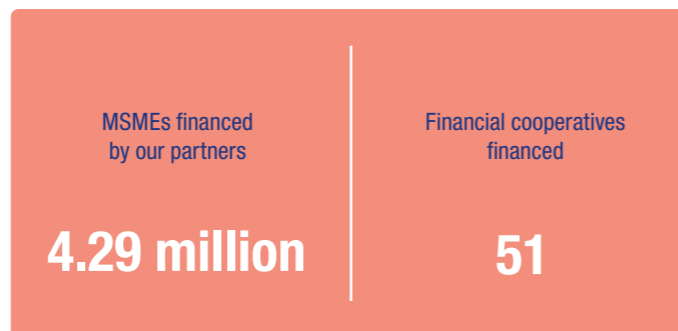 MSMEs financed
by our partners
4.29 million
Financial cooperatives
financed
51